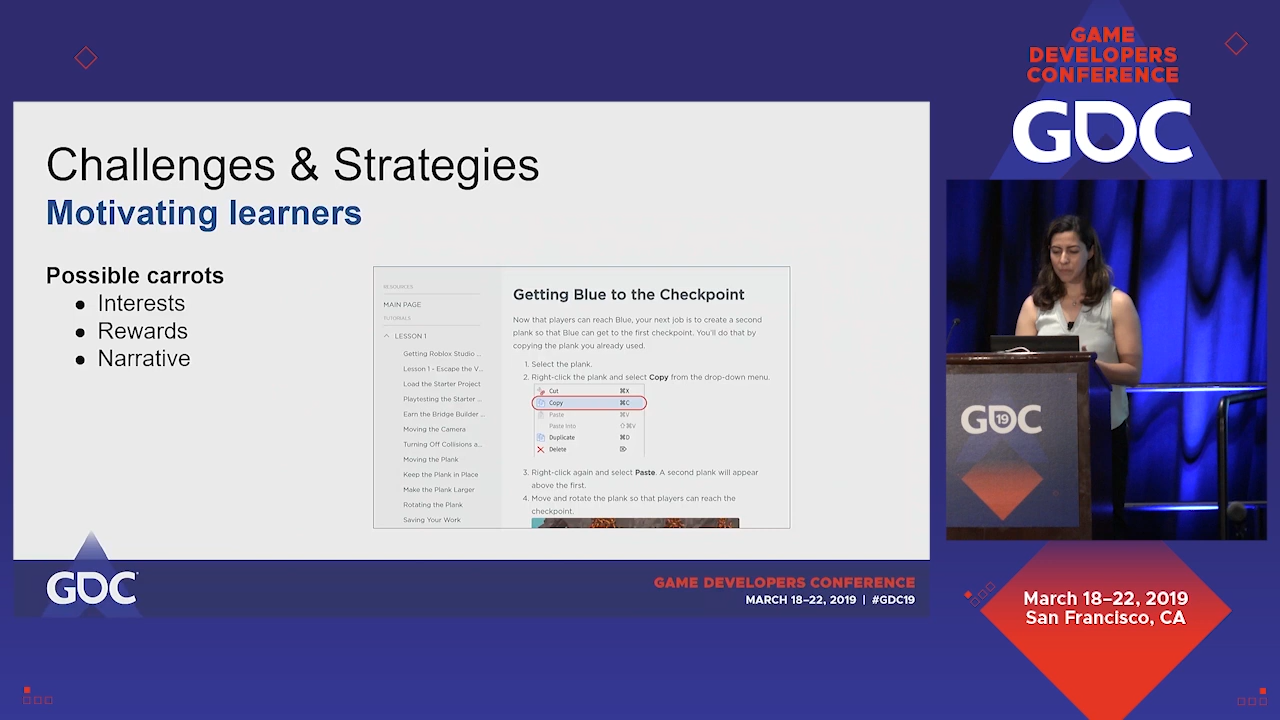 GAME
DEVELOPERS
CONFERENCE
GDC
Challenges & Strategies
Motivating learners
Possible carrots
● Interests
● Rewards
● Narrative
RESOURCES
MAIN PAGE
TUTORIALS
LESSON 1
Getting Roblox Studio ...
Lesson 1 - Escape the V...
Load the Starter Project
Playtesting the Starter ...
Earn the Bridge Builder ...
Moving the Camera
Turning Off Collisions a...
Moving the Plank
Keep the Plank in Place
Make the Plank Larger
Rotating the Plank
Saving Your Work
Getting Blue to the Checkpoint
Now that players can reach Blue, your next job is to create a second
plank so that Blue can get to the first checkpoint. You'll do that by
copying the plank you already used.
1. Select the plank.
2. Right-click the plank and select Copy from the drop-down menu.
Cut ⌘X
Copy ⌘C
Paste ⌘V
Paste Into ⇧⌘V
Duplicate ⌘D
Delete ⌦
3. Right-click again and select Paste. A second plank will appear
above the first.
4. Move and rotate the plank so that players can reach the
checkpoint.
GDC
GAME DEVELOPERS CONFERENCE
MARCH 18–22, 2019 | #GDC19
GDC
19
March 18–22, 2019
San Francisco, CA